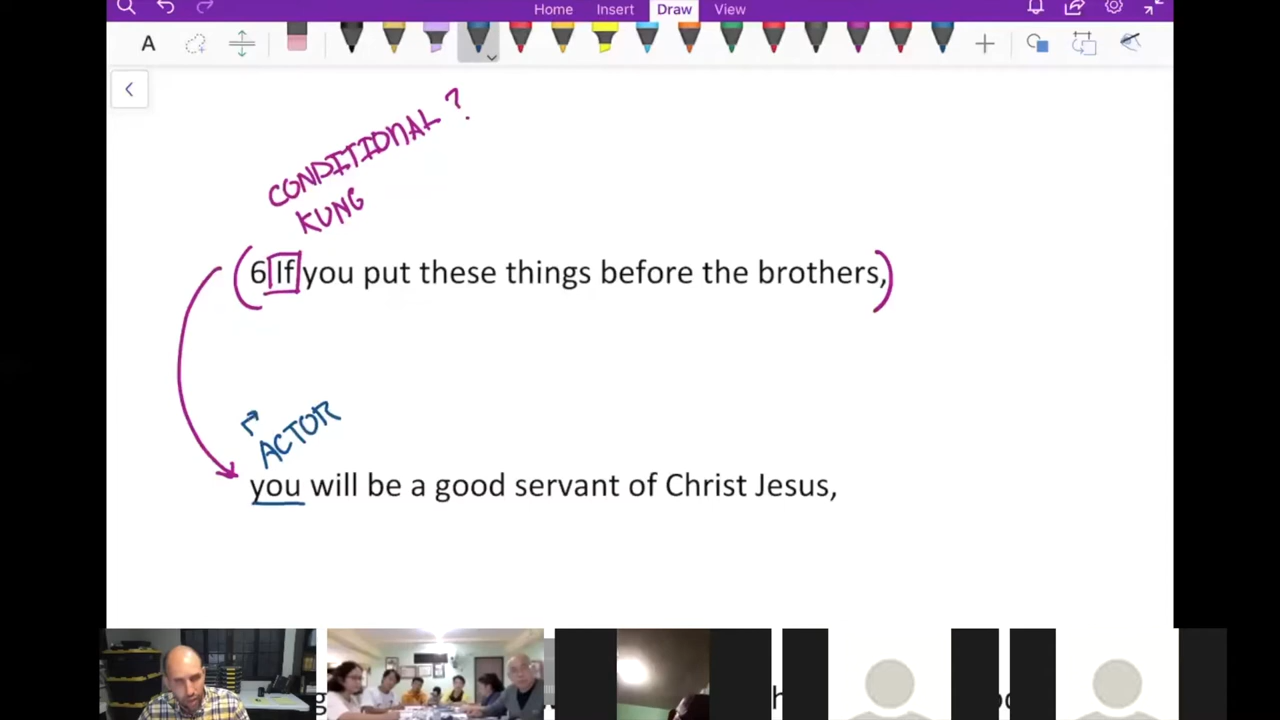 Home Insert Draw View
A
CONDITIONAL ?
KUNG
6 If you put these things before the brothers,
ACTOR
you will be a good servant of Christ Jesus,